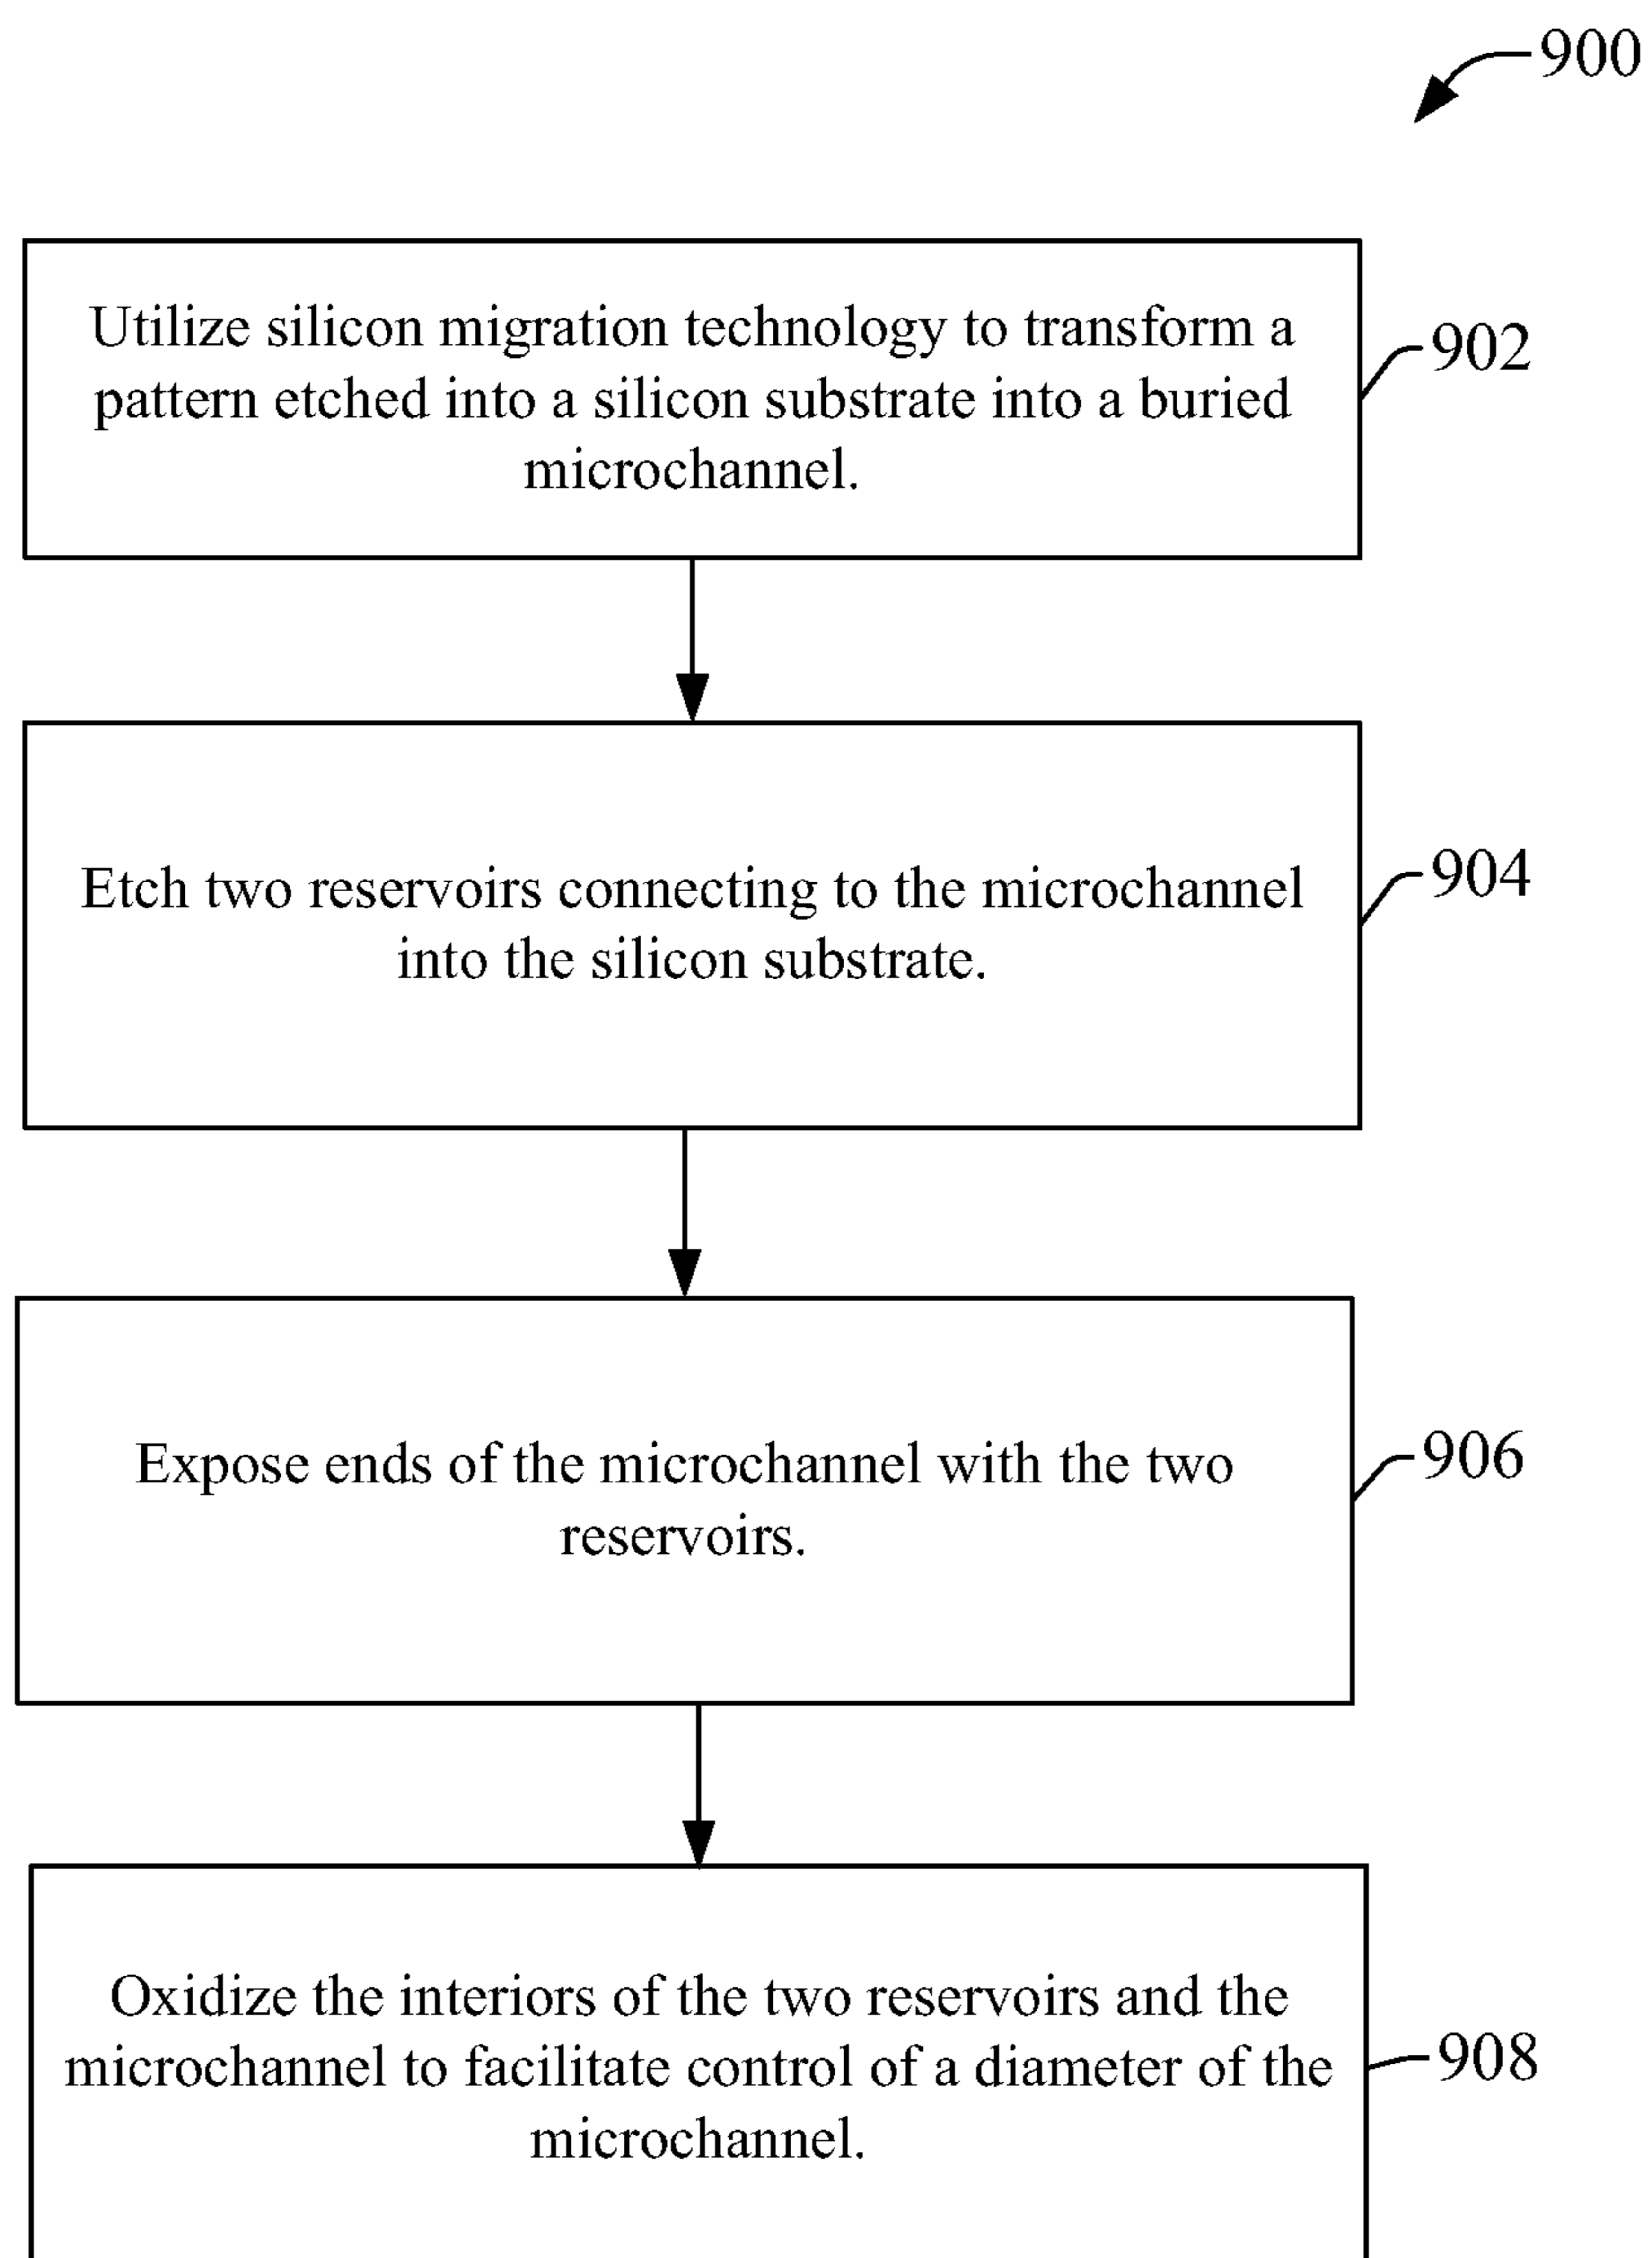 900
Utilize silicon migration technology to transform a
pattern etched into a silicon substrate into a buried
microchannel.
902
Etch two reservoirs connecting to the microchannel
into the silicon substrate.
904
Expose ends of the microchannel with the two
reservoirs.
906
Oxidize the interiors of the two reservoirs and the
microchannel to facilitate control of a diameter of the
microchannel.
908